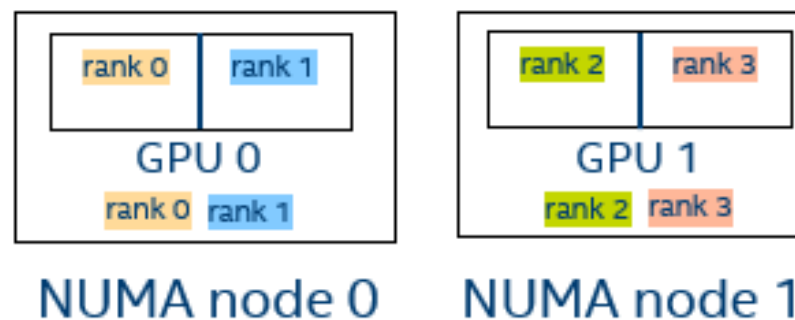 rank 0 rank 1
GPU 0
rank 0 rank 1
NUMA node 0
rank 2 rank 3
GPU 1
rank 2 rank 3
NUMA node 1